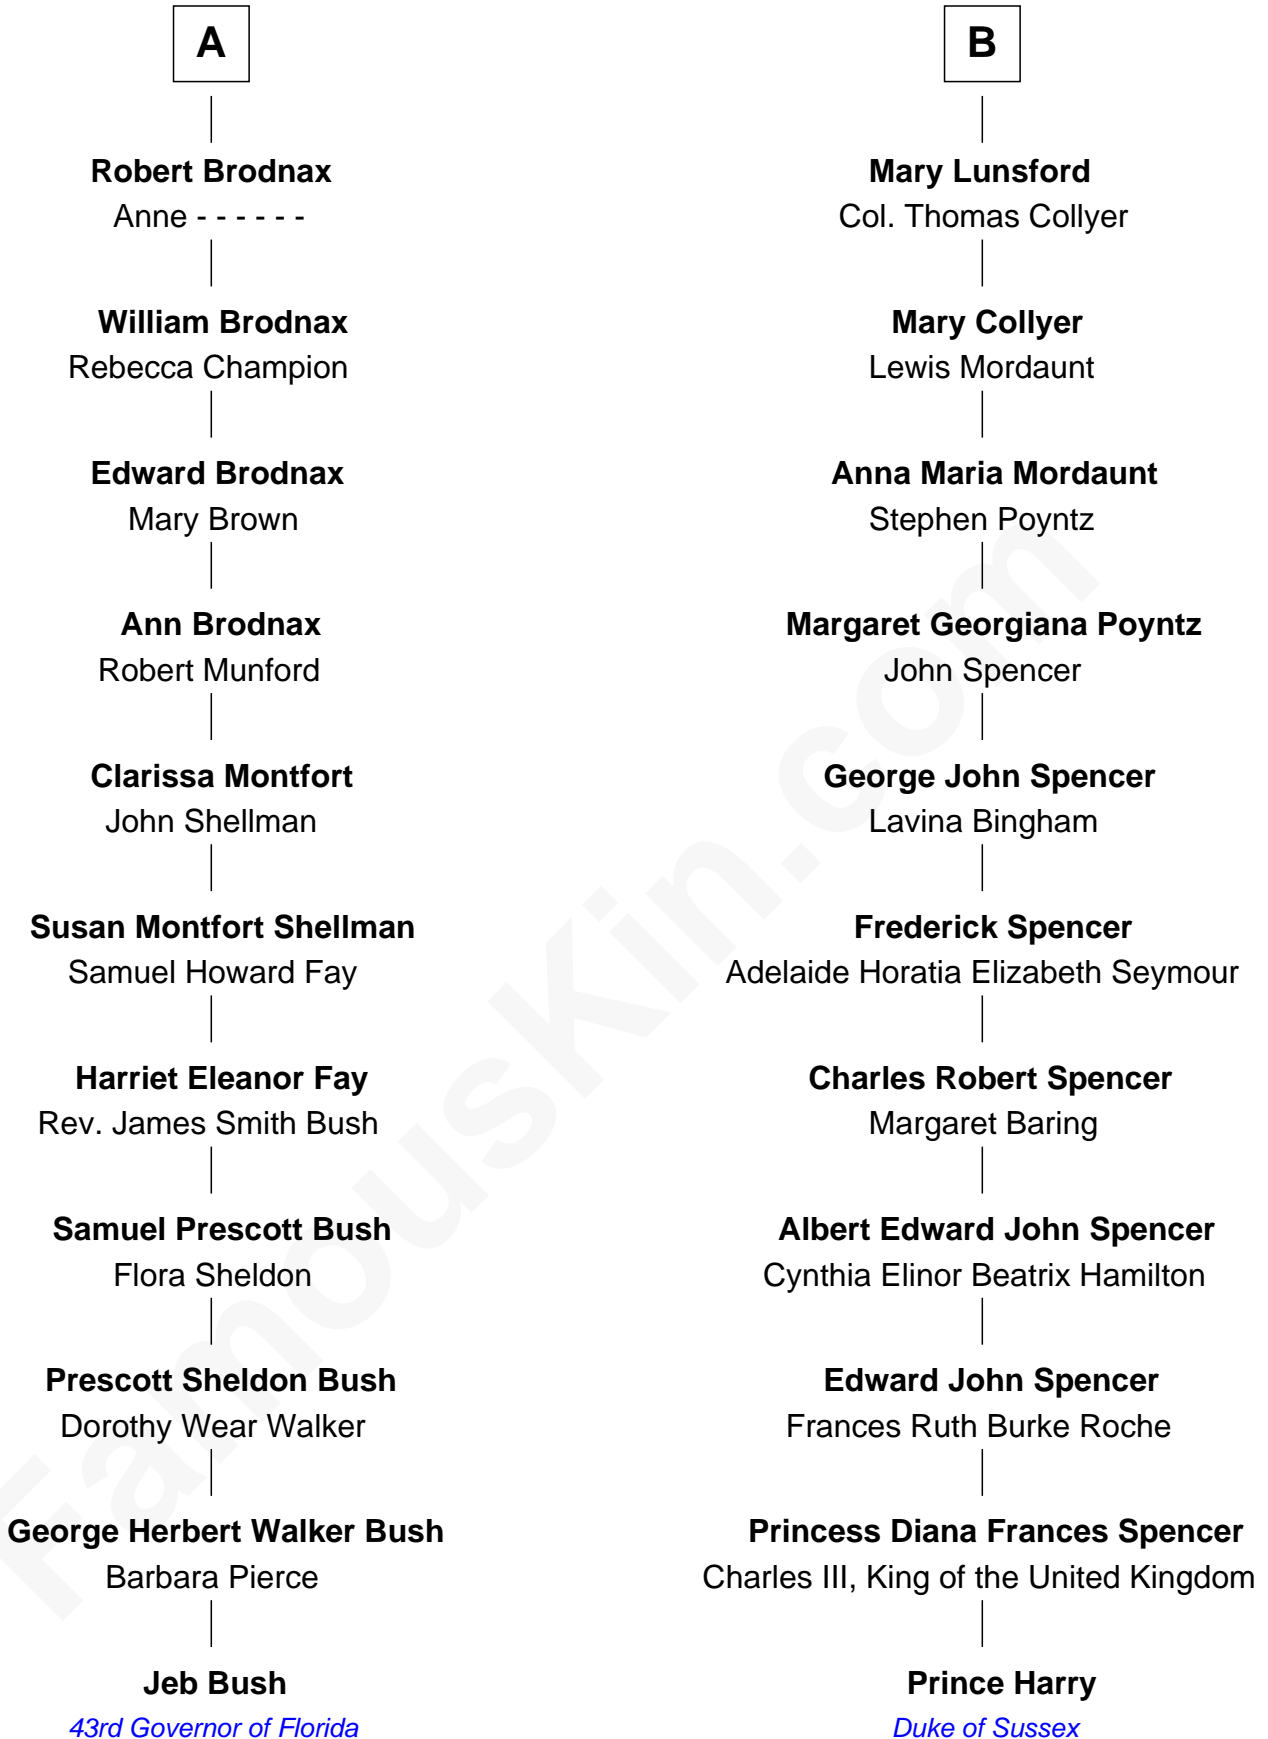 A
Robert Brodnax
Anne - - - - - -
William Brodnax
Rebecca Champion
Edward Brodnax
Mary Brown
Ann Brodnax
Robert Munford
Clarissa Montfort
John Shellman
Susan Montfort Shellman
Samuel Howard Fay
Harriet Eleanor Fay
Rev. James Smith Bush
Samuel Prescott Bush
Flora Sheldon
Prescott Sheldon Bush
Dorothy Wear Walker
George Herbert Walker Bush
Barbara Pierce
Jeb Bush
43rd Governor of Florida
B
Mary Lunsford
Col. Thomas Collyer
Mary Collyer
Lewis Mordaunt
Anna Maria Mordaunt
Stephen Poyntz
Margaret Georgiana Poyntz
John Spencer
George John Spencer
Lavina Bingham
Frederick Spencer
Adelaide Horatia Elizabeth Seymour
Charles Robert Spencer
Margaret Baring
Albert Edward John Spencer
Cynthia Elinor Beatrix Hamilton
Edward John Spencer
Frances Ruth Burke Roche
Princess Diana Frances Spencer
Charles III, King of the United Kingdom
Prince Harry
Duke of Sussex
FamousKin.com